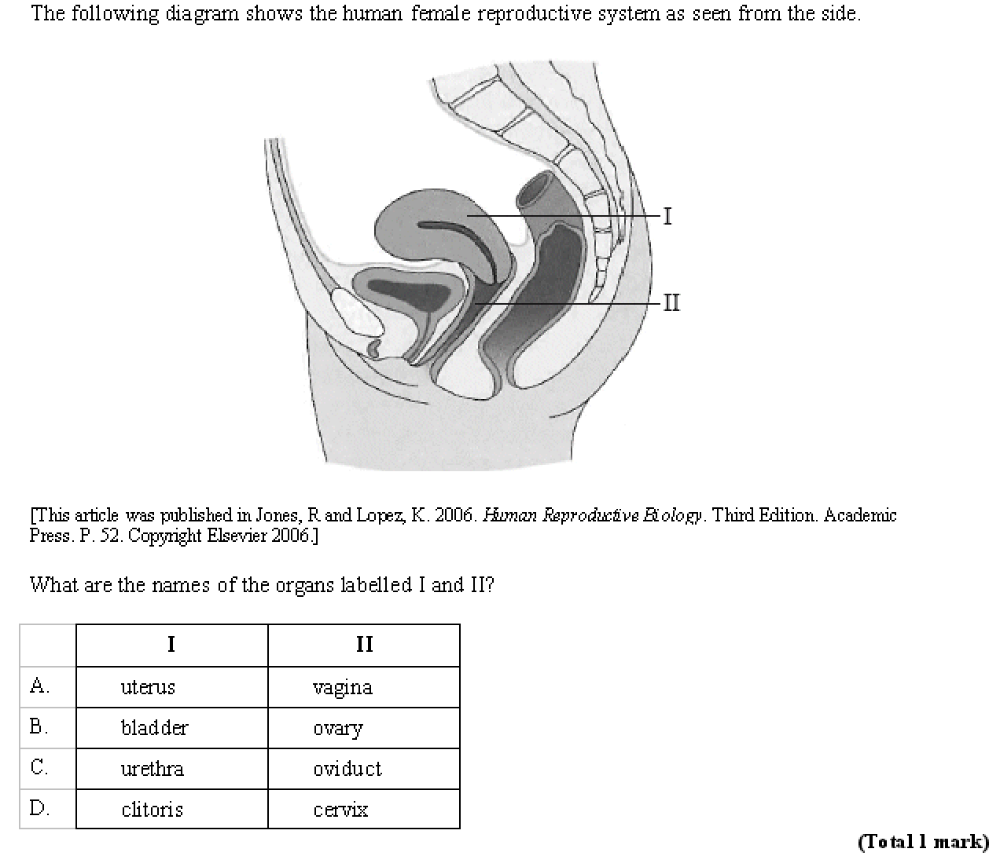 The following diagram shows the human female reproductive system as seen from the side.
I
II
[This article was published in Jones, R and Lopez, K. 2006. Human Reproductive Biology. Third Edition. Academic
Press. P. 52. Copyright Elsevier 2006.]
What are the names of the organs labelled I and II?
I II
A. uterus vagina
B. bladder ovary
C. urethra oviduct
D. clitoris cervix
(Total 1 mark)